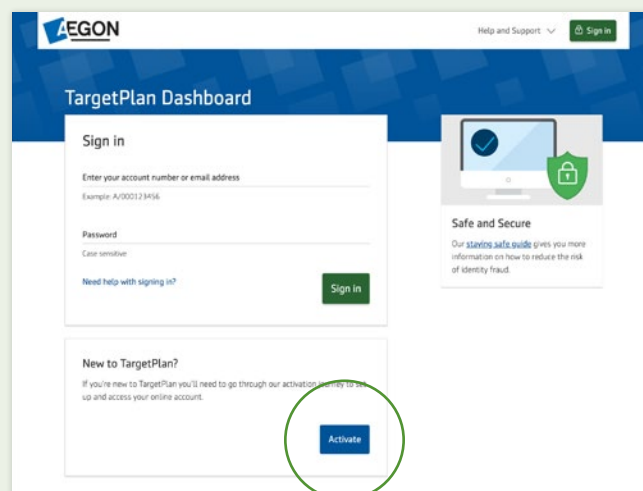 AEGON
Help and Support
Sign in
TargetPlan Dashboard
Sign in
Enter your account number or email address
Example: A/000123456
Password
Case sensitive
Need help with signing in?
Sign in
Safe and Secure
Our staying safe guide gives you more
information on how to reduce the risk
of identity fraud.
New to TargetPlan?
If you're new to TargetPlan you'll need to go through our activation journey to set
up and access your online account.
Activate